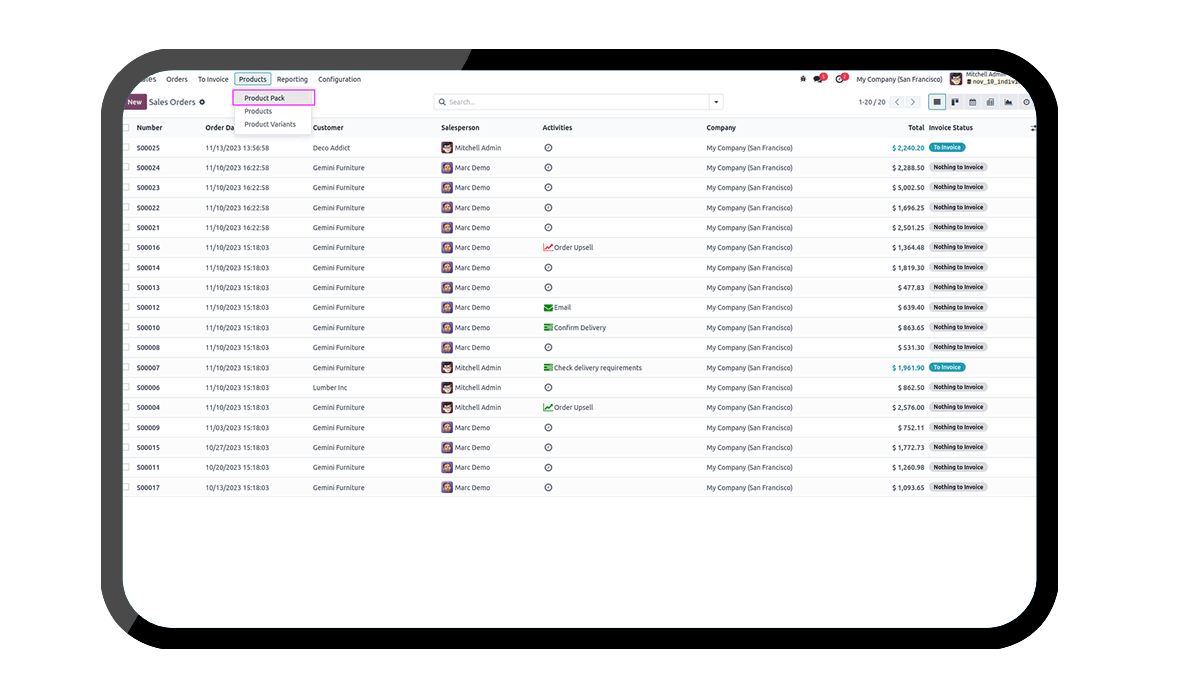 Orders To Invoice Products Reporting Configuration 1 2 My Company (San Francisco) Mitchell Admin
New Sales Orders Product Pack Search... 1-20 / 20
Products
Product Variants
Number Customer Salesperson Activities Company Total Invoice Status
S00025 11/13/2023 13:56:58 Deco Addict Mitchell Admin My Company (San Francisco) $ 2,240.20 To Invoice
S00024 11/10/2023 16:22:58 Gemini Furniture Marc Demo My Company (San Francisco) $ 2,288.50 Nothing to Invoice
S00023 11/10/2023 16:22:58 Gemini Furniture Marc Demo My Company (San Francisco) $ 5,002.50 Nothing to Invoice
S00022 11/10/2023 16:22:58 Gemini Furniture Marc Demo My Company (San Francisco) $ 1,696.25 Nothing to Invoice
S00021 11/10/2023 16:22:58 Gemini Furniture Marc Demo My Company (San Francisco) $ 2,501.25 Nothing to Invoice
S00016 11/10/2023 15:18:03 Gemini Furniture Marc Demo Order Upsell My Company (San Francisco) $ 1,364.48 Nothing to Invoice
S00014 11/10/2023 15:18:03 Gemini Furniture Marc Demo My Company (San Francisco) $ 1,819.30 Nothing to Invoice
S00013 11/10/2023 15:18:03 Gemini Furniture Marc Demo My Company (San Francisco) $ 477.83 Nothing to Invoice
S00012 11/10/2023 15:18:03 Gemini Furniture Marc Demo Email My Company (San Francisco) $ 639.40 Nothing to Invoice
S00010 11/10/2023 15:18:03 Gemini Furniture Marc Demo Confirm Delivery My Company (San Francisco) $ 863.65 Nothing to Invoice
S00008 11/10/2023 15:18:03 Gemini Furniture Marc Demo My Company (San Francisco) $ 531.30 Nothing to Invoice
S00007 11/10/2023 15:18:03 Gemini Furniture Mitchell Admin Check delivery requirements My Company (San Francisco) $ 1,961.90 To Invoice
S00006 11/10/2023 15:18:03 Lumber Inc Mitchell Admin My Company (San Francisco) $ 862.50 Nothing to Invoice
S00004 11/10/2023 15:18:03 Gemini Furniture Mitchell Admin Order Upsell My Company (San Francisco) $ 2,576.00 Nothing to Invoice
S00009 11/03/2023 15:18:03 Gemini Furniture Marc Demo My Company (San Francisco) $ 752.11 Nothing to Invoice
S00015 10/27/2023 15:18:03 Gemini Furniture Marc Demo My Company (San Francisco) $ 1,772.73 Nothing to Invoice
S00011 10/20/2023 15:18:03 Gemini Furniture Marc Demo My Company (San Francisco) $ 1,260.98 Nothing to Invoice
S00017 10/13/2023 15:18:03 Gemini Furniture Marc Demo My Company (San Francisco) $ 1,093.65 Nothing to Invoice